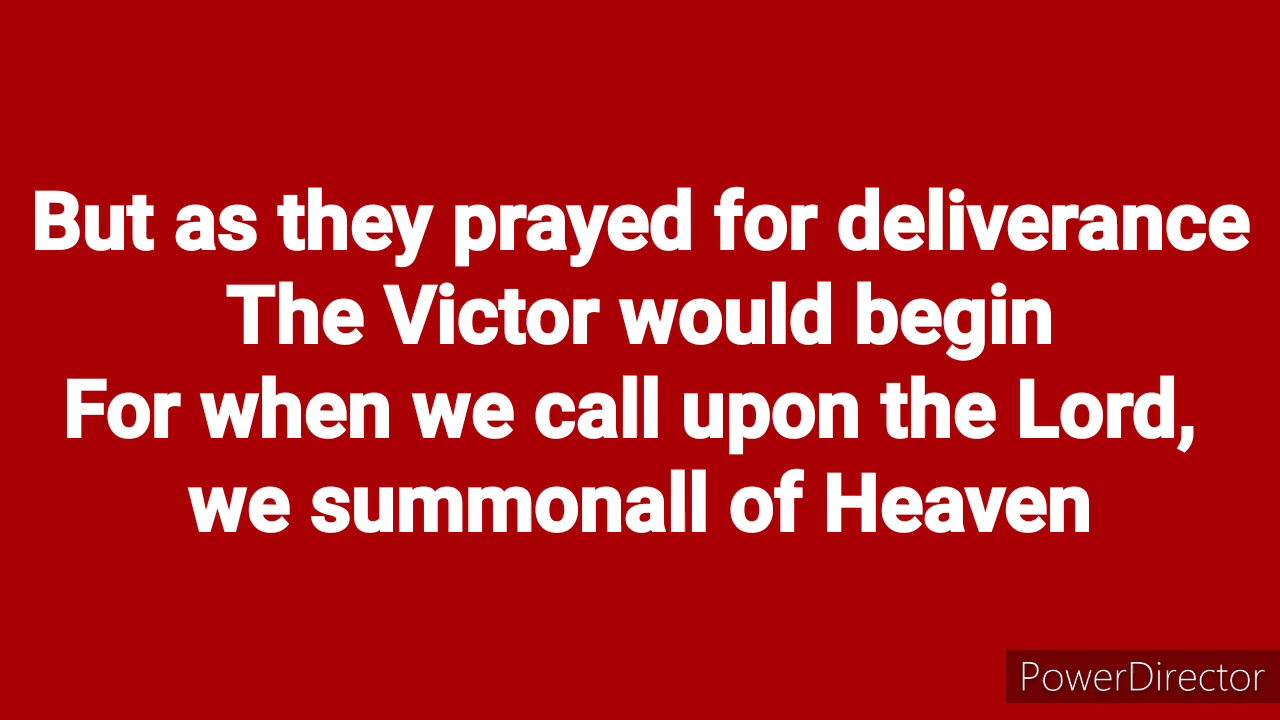 But as they prayed for deliverance
The Victor would begin
For when we call upon the Lord,
we summonall of Heaven
PowerDirector